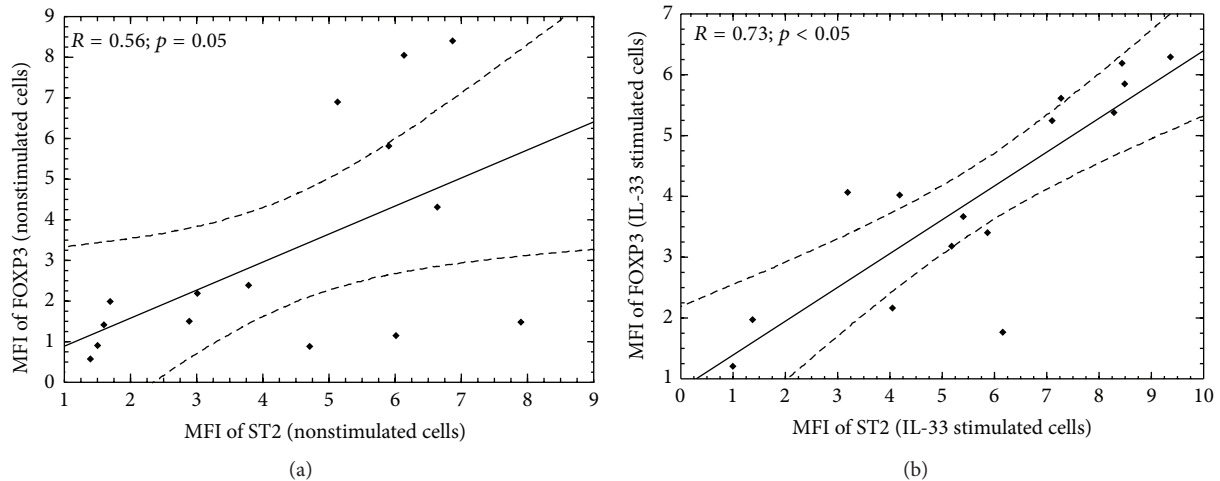 R = 0.56; p = 0.05
MFI of FOXP3 (nonstimulated cells)
9
8
7
6
5
4
3
2
1
0
1 2 3 4 5 6 7 8 9
MFI of ST2 (nonstimulated cells)
(a)
R = 0.73; p < 0.05
MFI of FOXP3 (IL-33 stimulated cells)
7
6
5
4
3
2
1
0 1 2 3 4 5 6 7 8 9 10
MFI of ST2 (IL-33 stimulated cells)
(b)